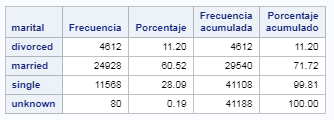 marital Frecuencia Porcentaje Frecuencia acumulada Porcentaje acumulado
divorced 4612 11.20 4612 11.20
married 24928 60.52 29540 71.72
single 11568 28.09 41108 99.81
unknown 80 0.19 41188 100.00